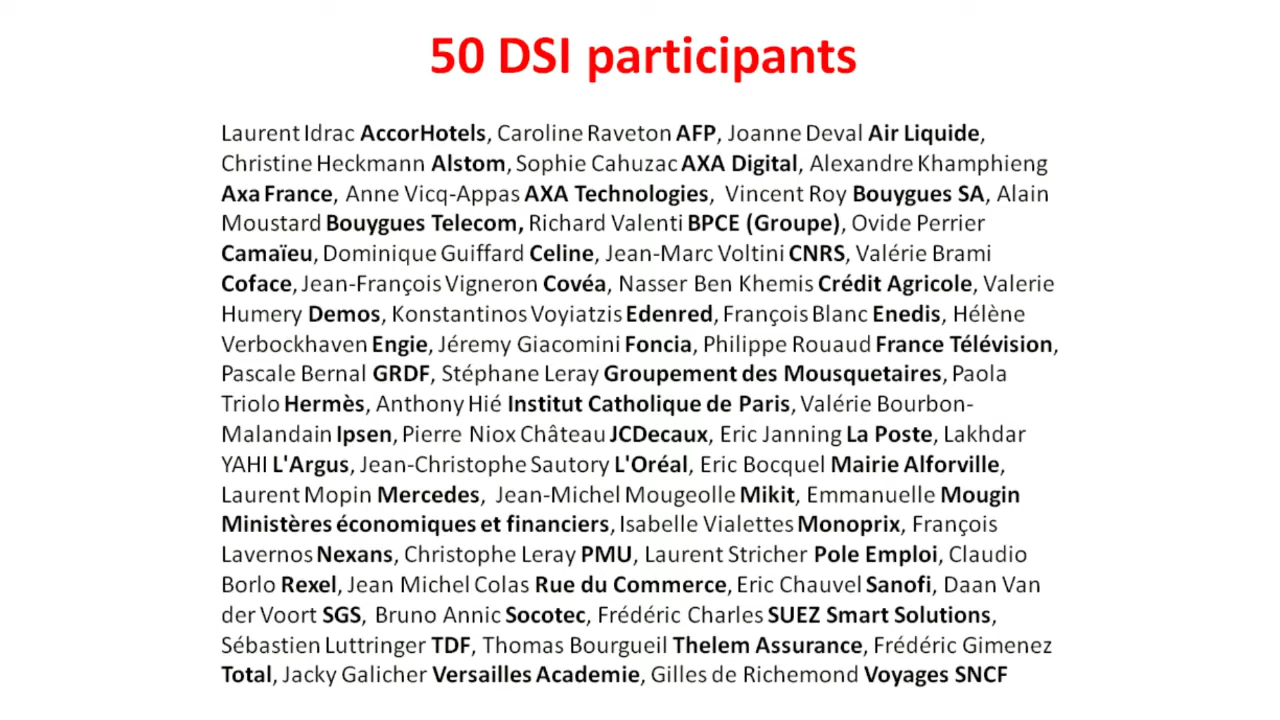 50 DSI participants
Laurent Idrac AccorHotels, Caroline Raveton AFP, Joanne Deval Air Liquide,
Christine Heckmann Alstom, Sophie Cahuzac AXA Digital, Alexandre Khamphieng
Axa France, Anne Vicq-Appas AXA Technologies, Vincent Roy Bouygues SA, Alain
Moustard Bouygues Telecom, Richard Valenti BPCE (Groupe), Ovide Perrier
Camaïeu, Dominique Guiffard Celine, Jean-Marc Voltini CNRS, Valérie Brami
Coface, Jean-François Vigneron Covéa, Nasser Ben Khemis Crédit Agricole, Valerie
Humery Demos, Konstantinos Voyiatzis Edenred, François Blanc Enedis, Hélène
Verbockhaven Engie, Jéremy Giacomini Foncia, Philippe Rouaud France Télévision,
Pascale Bernal GRDF, Stéphane Leray Groupement des Mousquetaires, Paola
Triolo Hermès, Anthony Hié Institut Catholique de Paris, Valérie Bourbon-
Malandain Ipsen, Pierre Niox Château JCDecaux, Eric Janning La Poste, Lakhdar
YAHI L'Argus, Jean-Christophe Sautory L'Oréal, Eric Bocquel Mairie Alforville,
Laurent Mopin Mercedes, Jean-Michel Mougeolle Mikit, Emmanuelle Mougin
Ministères économiques et financiers, Isabelle Vialettes Monoprix, François
Lavernos Nexans, Christophe Leray PMU, Laurent Stricher Pole Emploi, Claudio
Borlo Rexel, Jean Michel Colas Rue du Commerce, Eric Chauvel Sanofi, Daan Van
der Voort SGS, Bruno Annic Socotec, Frédéric Charles SUEZ Smart Solutions,
Sébastien Luttringer TDF, Thomas Bourgueil Thelem Assurance, Frédéric Gimenez
Total, Jacky Galicher Versailles Academie, Gilles de Richemond Voyages SNCF